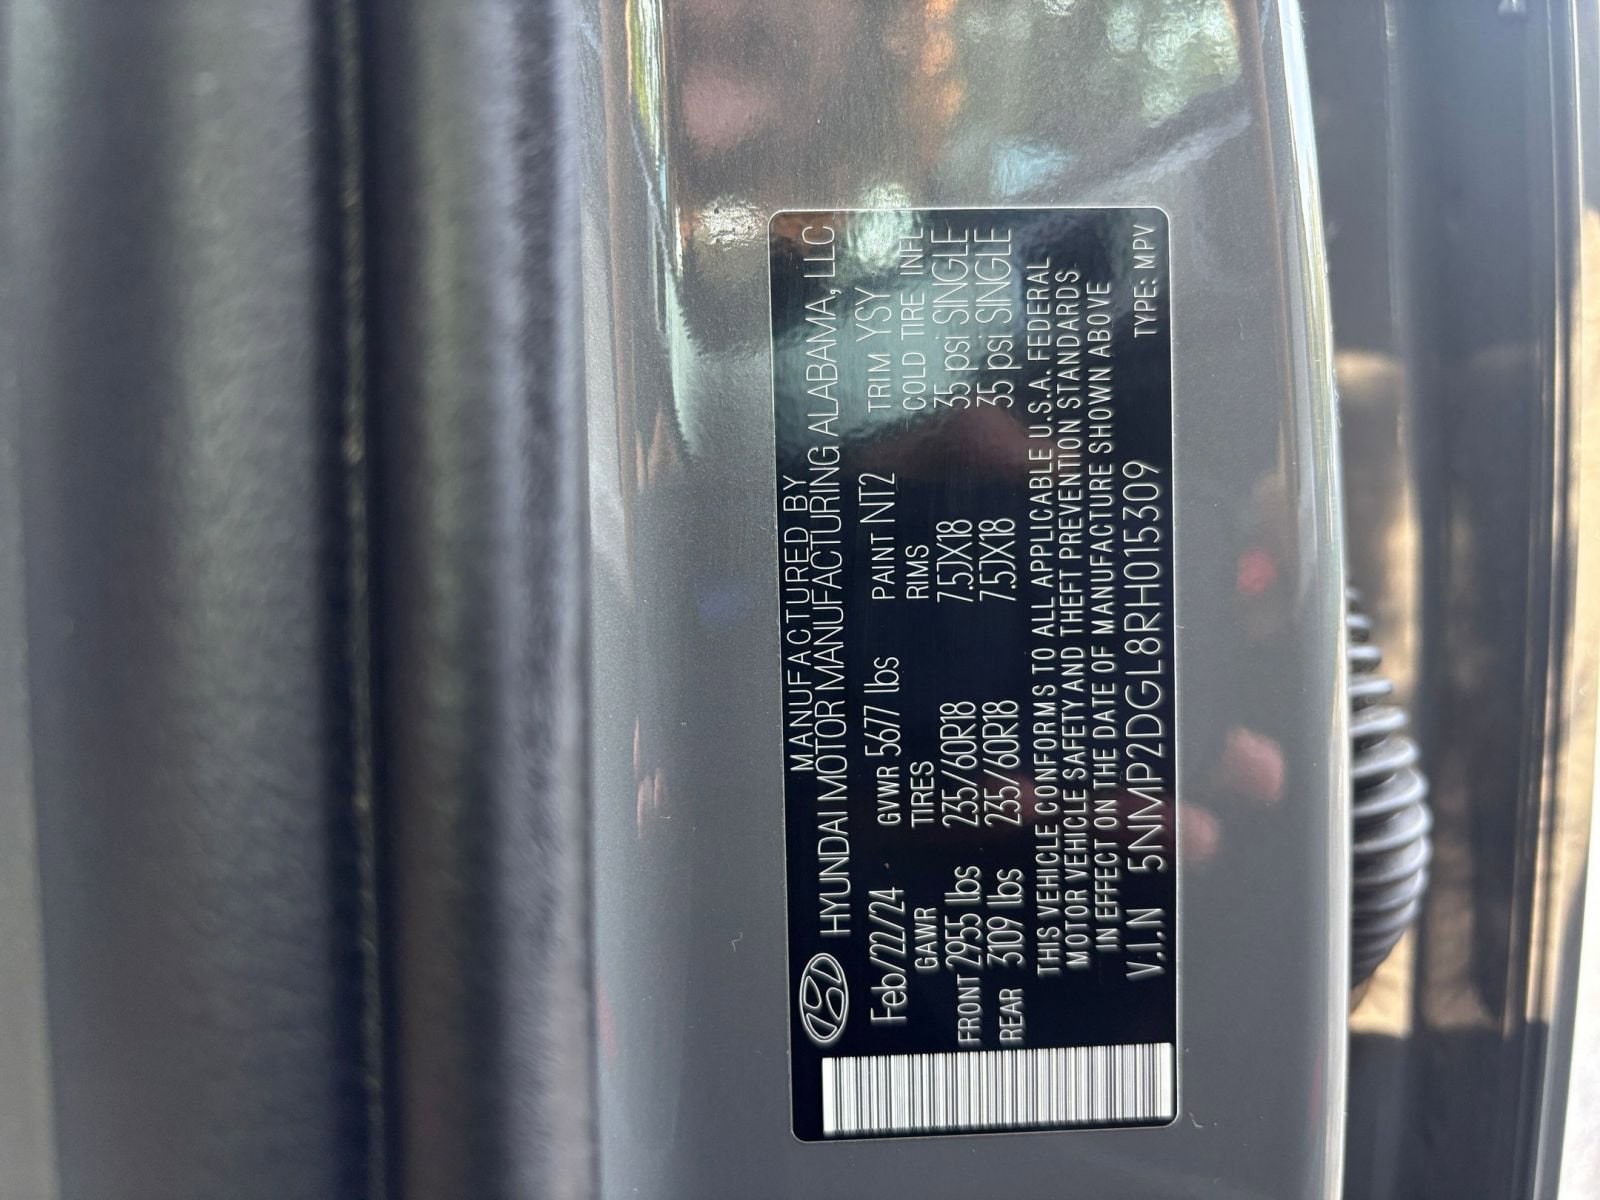 MANUFACTURED BY
HYUNDAI MOTOR MANUFACTURING ALABAMA, LLC
Feb/22/24 GVWR 5677 lbs PAINT NT2 TRIM YSY
GAWR TIRES RIMS COLD TIRE INFL
FRONT 2955 lbs 235/60R18 7.5JX18 35 psi SINGLE
REAR 3109 lbs 235/60R18 7.5JX18 35 psi SINGLE
THIS VEHICLE CONFORMS TO ALL APPLICABLE U.S.A. FEDERAL
MOTOR VEHICLE SAFETY AND THEFT PREVENTION STANDARDS
IN EFFECT ON THE DATE OF MANUFACTURE SHOWN ABOVE
V.I.N 5NMP2DGL8RH015309 TYPE: MPV